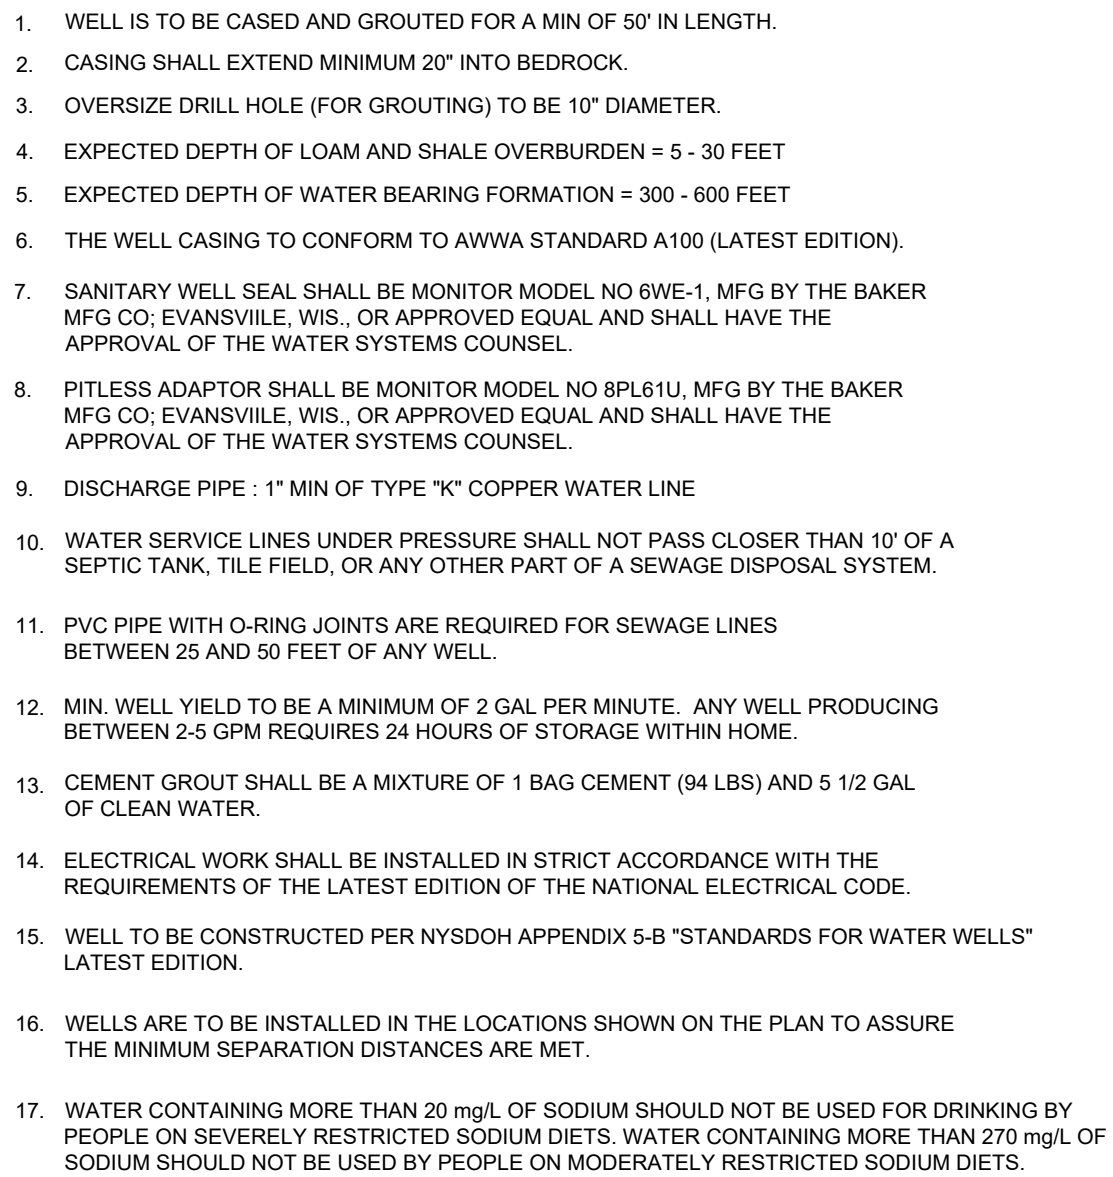 1. WELL IS TO BE CASED AND GROUTED FOR A MIN OF 50' IN LENGTH.
2. CASING SHALL EXTEND MINIMUM 20" INTO BEDROCK.
3. OVERSIZE DRILL HOLE (FOR GROUTING) TO BE 10" DIAMETER.
4. EXPECTED DEPTH OF LOAM AND SHALE OVERBURDEN = 5 - 30 FEET
5. EXPECTED DEPTH OF WATER BEARING FORMATION = 300 - 600 FEET
6. THE WELL CASING TO CONFORM TO AWWA STANDARD A100 (LATEST EDITION).
7. SANITARY WELL SEAL SHALL BE MONITOR MODEL NO 6WE-1, MFG BY THE BAKER
MFG CO; EVANSVIILE, WIS., OR APPROVED EQUAL AND SHALL HAVE THE
APPROVAL OF THE WATER SYSTEMS COUNSEL.
8. PITLESS ADAPTOR SHALL BE MONITOR MODEL NO 8PL61U, MFG BY THE BAKER
MFG CO; EVANSVIILE, WIS., OR APPROVED EQUAL AND SHALL HAVE THE
APPROVAL OF THE WATER SYSTEMS COUNSEL.
9. DISCHARGE PIPE : 1" MIN OF TYPE "K" COPPER WATER LINE
10. WATER SERVICE LINES UNDER PRESSURE SHALL NOT PASS CLOSER THAN 10' OF A
SEPTIC TANK, TILE FIELD, OR ANY OTHER PART OF A SEWAGE DISPOSAL SYSTEM.
11. PVC PIPE WITH O-RING JOINTS ARE REQUIRED FOR SEWAGE LINES
BETWEEN 25 AND 50 FEET OF ANY WELL.
12. MIN. WELL YIELD TO BE A MINIMUM OF 2 GAL PER MINUTE. ANY WELL PRODUCING
BETWEEN 2-5 GPM REQUIRES 24 HOURS OF STORAGE WITHIN HOME.
13. CEMENT GROUT SHALL BE A MIXTURE OF 1 BAG CEMENT (94 LBS) AND 5 1/2 GAL
OF CLEAN WATER.
14. ELECTRICAL WORK SHALL BE INSTALLED IN STRICT ACCORDANCE WITH THE
REQUIREMENTS OF THE LATEST EDITION OF THE NATIONAL ELECTRICAL CODE.
15. WELL TO BE CONSTRUCTED PER NYSDOH APPENDIX 5-B "STANDARDS FOR WATER WELLS"
LATEST EDITION.
16. WELLS ARE TO BE INSTALLED IN THE LOCATIONS SHOWN ON THE PLAN TO ASSURE
THE MINIMUM SEPARATION DISTANCES ARE MET.
17. WATER CONTAINING MORE THAN 20 mg/L OF SODIUM SHOULD NOT BE USED FOR DRINKING BY
PEOPLE ON SEVERELY RESTRICTED SODIUM DIETS. WATER CONTAINING MORE THAN 270 mg/L OF
SODIUM SHOULD NOT BE USED BY PEOPLE ON MODERATELY RESTRICTED SODIUM DIETS.